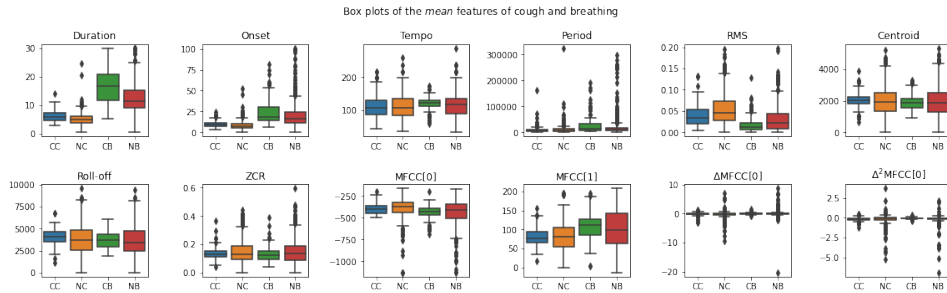 Box plots of the mean features of cough and breathing
Duration Onset Tempo Period RMS Centroid
30 100 200 300000 0.20 4000
20 75 100 200000 0.15 2000
10 50 0 100000 0.10 0
0 25 0 0.05
0 0.00
CC NC CB NB CC NC CB NB CC NC CB NB CC NC CB NB CC NC CB NB CC NC CB NB
Roll-off ZCR MFCC[0] MFCC[1] ΔMFCC[0] Δ²MFCC[0]
10000 0.6 −250 200 10 5.0
7500 0.4 −500 150 0 2.5
5000 0.2 −750 100 −10 0.0
2500 0.0 −1000 50 −20 −2.5
0 0 −5.0
CC NC CB NB CC NC CB NB CC NC CB NB CC NC CB NB CC NC CB NB CC NC CB NB